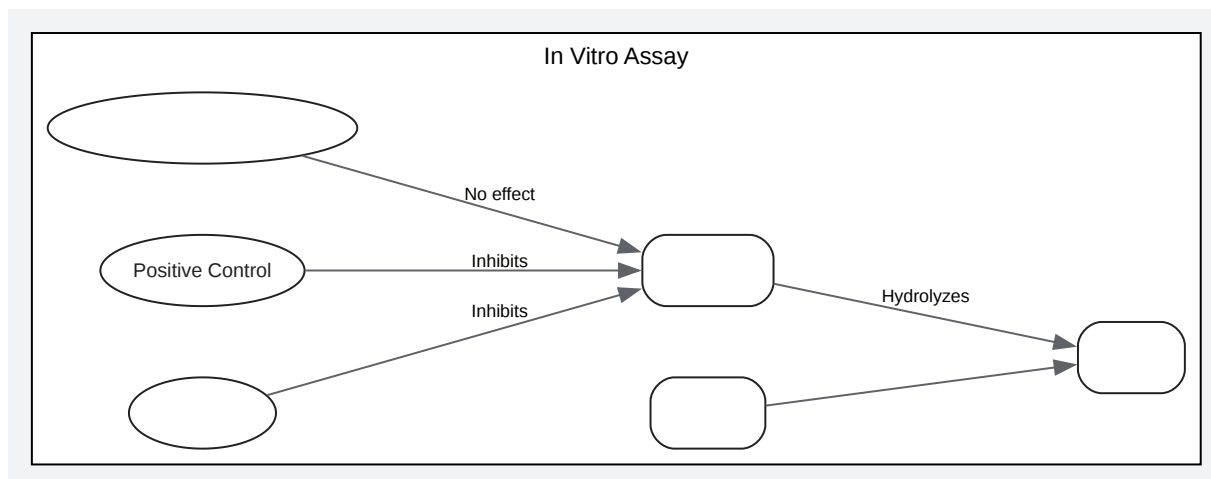 In Vitro Assay
No effect
Positive Control
Inhibits
Inhibits
Hydrolyzes